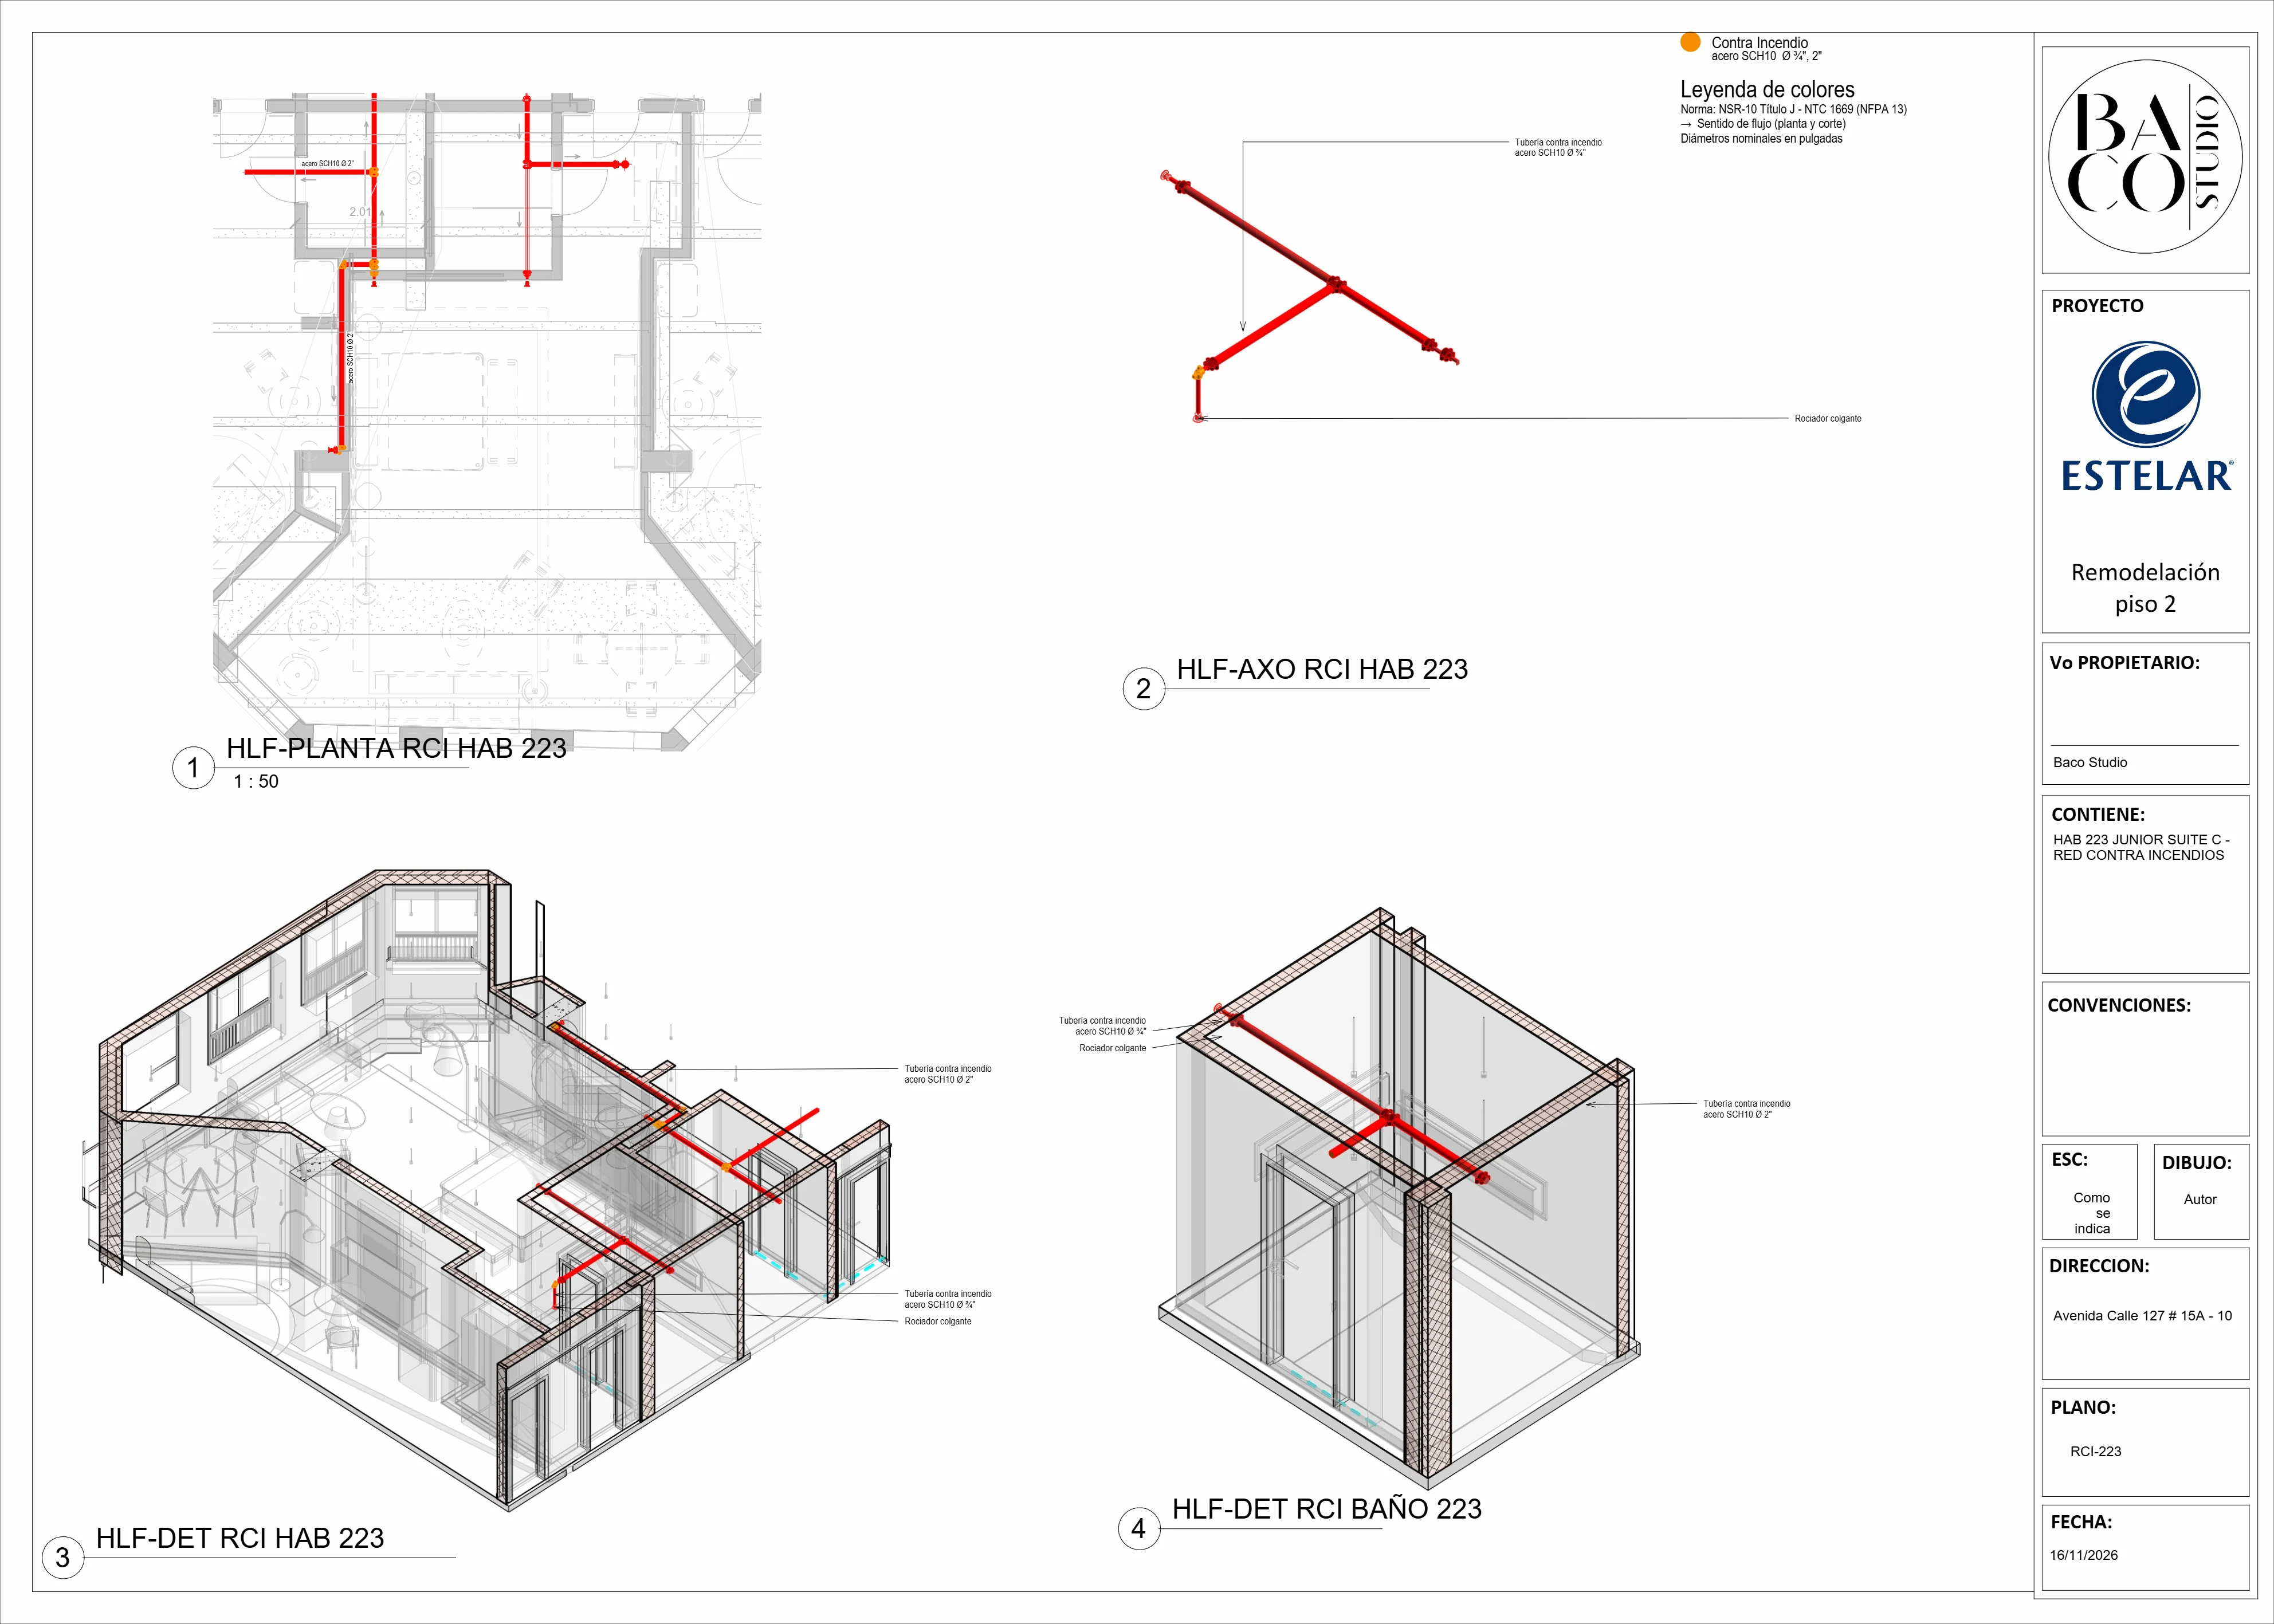 Contra Incendio
acero SCH10 Ø ¾", 2"
Leyenda de colores
Norma: NSR-10 Título J - NTC 1669 (NFPA 13)
→ Sentido de flujo (planta y corte)
Diámetros nominales en pulgadas
acero SCH10 Ø 2"
2.01
acero SCH10 Ø 2"
1
HLF-PLANTA RCI HAB 223
1 : 50
Tubería contra incendio
acero SCH10 Ø ¾"
Rociador colgante
2
HLF-AXO RCI HAB 223
Tubería contra incendio
acero SCH10 Ø 2"
Tubería contra incendio
acero SCH10 Ø ¾"
Rociador colgante
3
HLF-DET RCI HAB 223
Tubería contra incendio
acero SCH10 Ø ¾"
Rociador colgante
Tubería contra incendio
acero SCH10 Ø 2"
4
HLF-DET RCI BAÑO 223
BA
CO
STUDIO
PROYECTO
ESTELAR®
Remodelación
piso 2
Vo PROPIETARIO:
Baco Studio
CONTIENE:
HAB 223 JUNIOR SUITE C -
RED CONTRA INCENDIOS
CONVENCIONES:
ESC:
Como
se
indica
DIBUJO:
Autor
DIRECCION:
Avenida Calle 127 # 15A - 10
PLANO:
RCI-223
FECHA:
16/11/2026